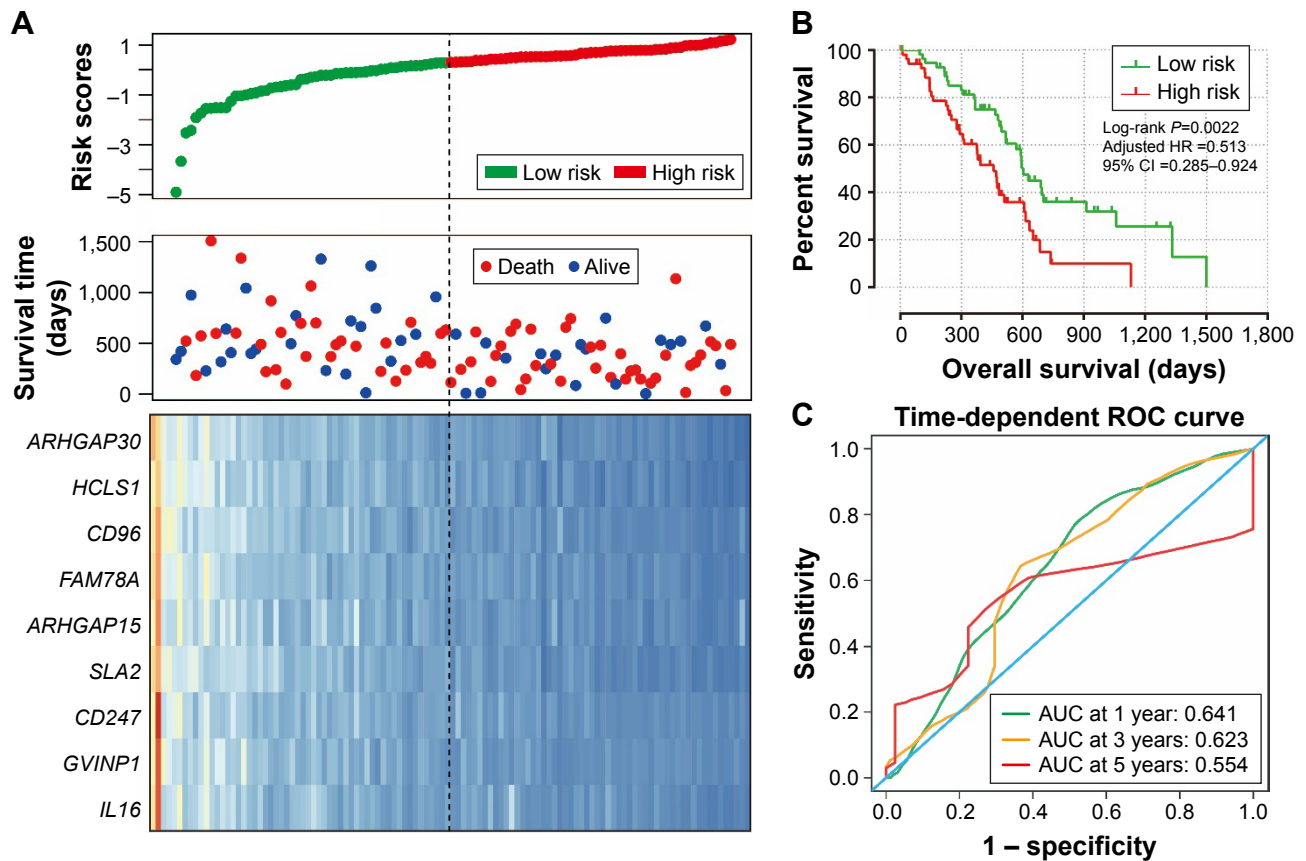 A
Risk scores
1
–1
–3
–5
Low risk
High risk
Survival time
(days)
1,500
1,000
500
0
Death
Alive
ARHGAP30
HCLS1
CD96
FAM78A
ARHGAP15
SLA2
CD247
GVINP1
IL16
B
Percent survival
100
80
60
40
20
0
Low risk
High risk
Log-rank P=0.0022
Adjusted HR =0.513
95% CI =0.285–0.924
0 300 600 900 1,200 1,500 1,800
Overall survival (days)
C
Time-dependent ROC curve
Sensitivity
1.0
0.8
0.6
0.4
0.2
0.0
AUC at 1 year: 0.641
AUC at 3 years: 0.623
AUC at 5 years: 0.554
0.0 0.2 0.4 0.6 0.8 1.0
1 – specificity